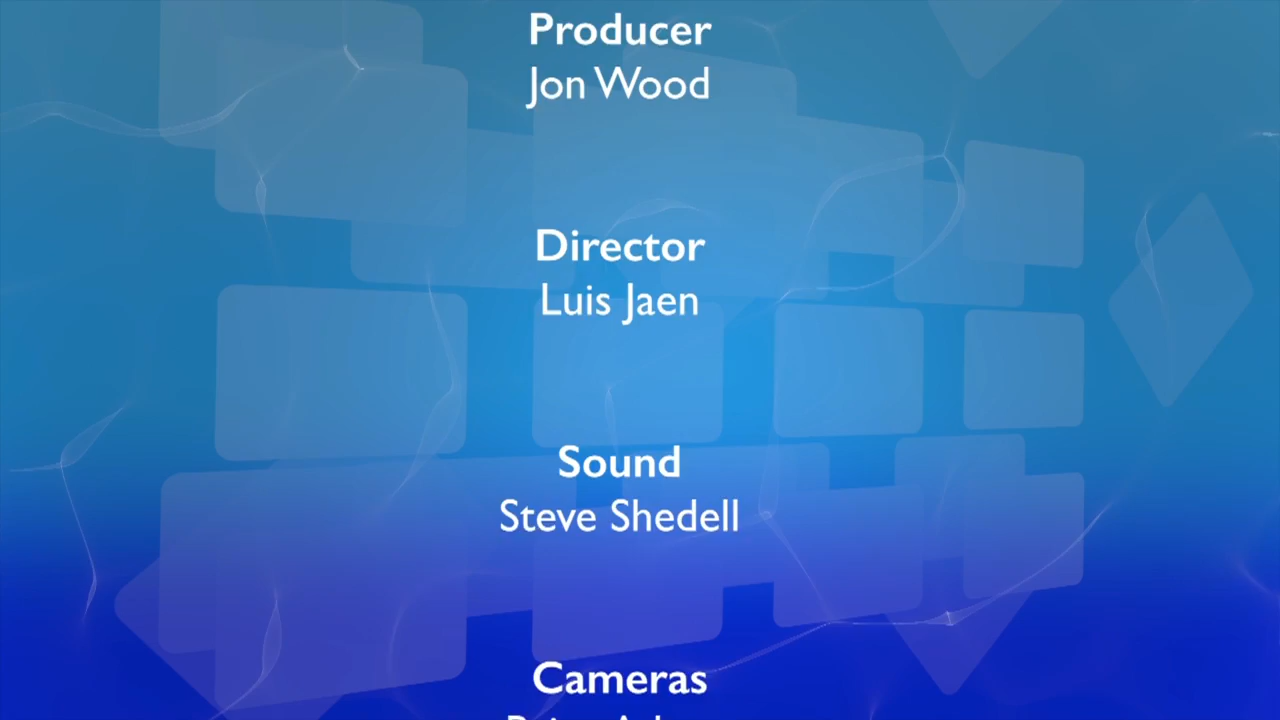 Producer
Jon Wood
Director
Luis Jaen
Sound
Steve Shedell
Cameras